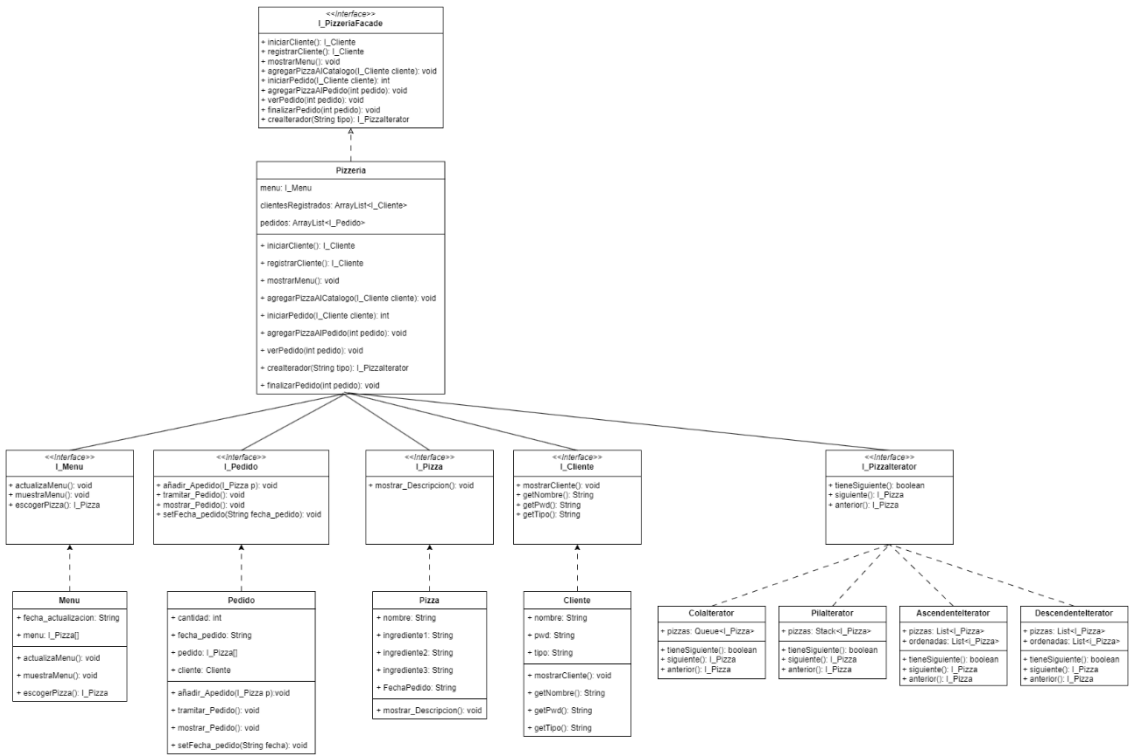 <<Interface>>
I_PizzeriaFacade
+ iniciarCliente(): I_Cliente
+ registrarCliente(): I_Cliente
+ mostrarMenu(): void
+ agregarPizzaAlCatalogo(I_Cliente cliente): void
+ iniciarPedido(I_Cliente cliente): int
+ agregarPizzaAlPedido(int pedido): void
+ verPedido(int pedido): void
+ finalizarPedido(int pedido): void
+ creaIterador(String tipo): I_PizzaIterator
Pizzeria
menu: I_Menu
clientesRegistrados: ArrayList<I_Cliente>
pedidos: ArrayList<I_Pedido>
+ iniciarCliente(): I_Cliente
+ registrarCliente(): I_Cliente
+ mostrarMenu(): void
+ agregarPizzaAlCatalogo(I_Cliente cliente): void
+ iniciarPedido(I_Cliente cliente): int
+ agregarPizzaAlPedido(int pedido): void
+ verPedido(int pedido): void
+ creaIterador(String tipo): I_PizzaIterator
+ finalizarPedido(int pedido): void
<<Interface>>
I_Menu
+ actualizaMenu(): void
+ muestraMenu(): void
+ escogerPizza(): I_Pizza
<<Interface>>
I_Pedido
+ añadir_Apedido(I_Pizza p): void
+ tramitar_Pedido(): void
+ mostrar_Pedido(): void
+ setFecha_pedido(String fecha_pedido): void
<<Interface>>
I_Pizza
+ mostrar_Descripcion(): void
<<Interface>>
I_Cliente
+ mostrarCliente(): void
+ getNombre(): String
+ getPwd(): String
+ getTipo(): String
<<Interface>>
I_PizzaIterator
+ tieneSiguiente(): boolean
+ siguiente(): I_Pizza
+ anterior(): I_Pizza
Menu
+ fecha_actualizacion: String
+ menu: I_Pizza[]
+ actualizaMenu(): void
+ muestraMenu(): void
+ escogerPizza(): I_Pizza
Pedido
+ cantidad: int
+ fecha_pedido: String
+ pedido: I_Pizza[]
+ cliente: Cliente
+ añadir_Apedido(I_Pizza p):void
+ tramitar_Pedido(): void
+ mostrar_Pedido(): void
+ setFecha_pedido(String fecha): void
Pizza
+ nombre: String
+ ingrediente1: String
+ ingrediente2: String
+ ingrediente3: String
+ FechaPedido: String
+ mostrar_Descripcion(): void
Cliente
+ nombre: String
+ pwd: String
+ tipo: String
+ mostrarCliente(): void
+ getNombre(): String
+ getPwd(): String
+ getTipo(): String
ColaIterator
+ pizzas: Queue<I_Pizza>
+ tieneSiguiente(): boolean
+ siguiente(): I_Pizza
+ anterior(): I_Pizza
PilaIterator
+ pizzas: Stack<I_Pizza>
+ tieneSiguiente(): boolean
+ siguiente(): I_Pizza
+ anterior(): I_Pizza
AscendenteIterator
+ pizzas: List<I_Pizza>
+ ordenadas: List<I_Pizza>
+ tieneSiguiente(): boolean
+ siguiente(): I_Pizza
+ anterior(): I_Pizza
DescendenteIterator
+ pizzas: List<I_Pizza>
+ ordenadas: List<I_Pizza>
+ tieneSiguiente(): boolean
+ siguiente(): I_Pizza
+ anterior(): I_Pizza